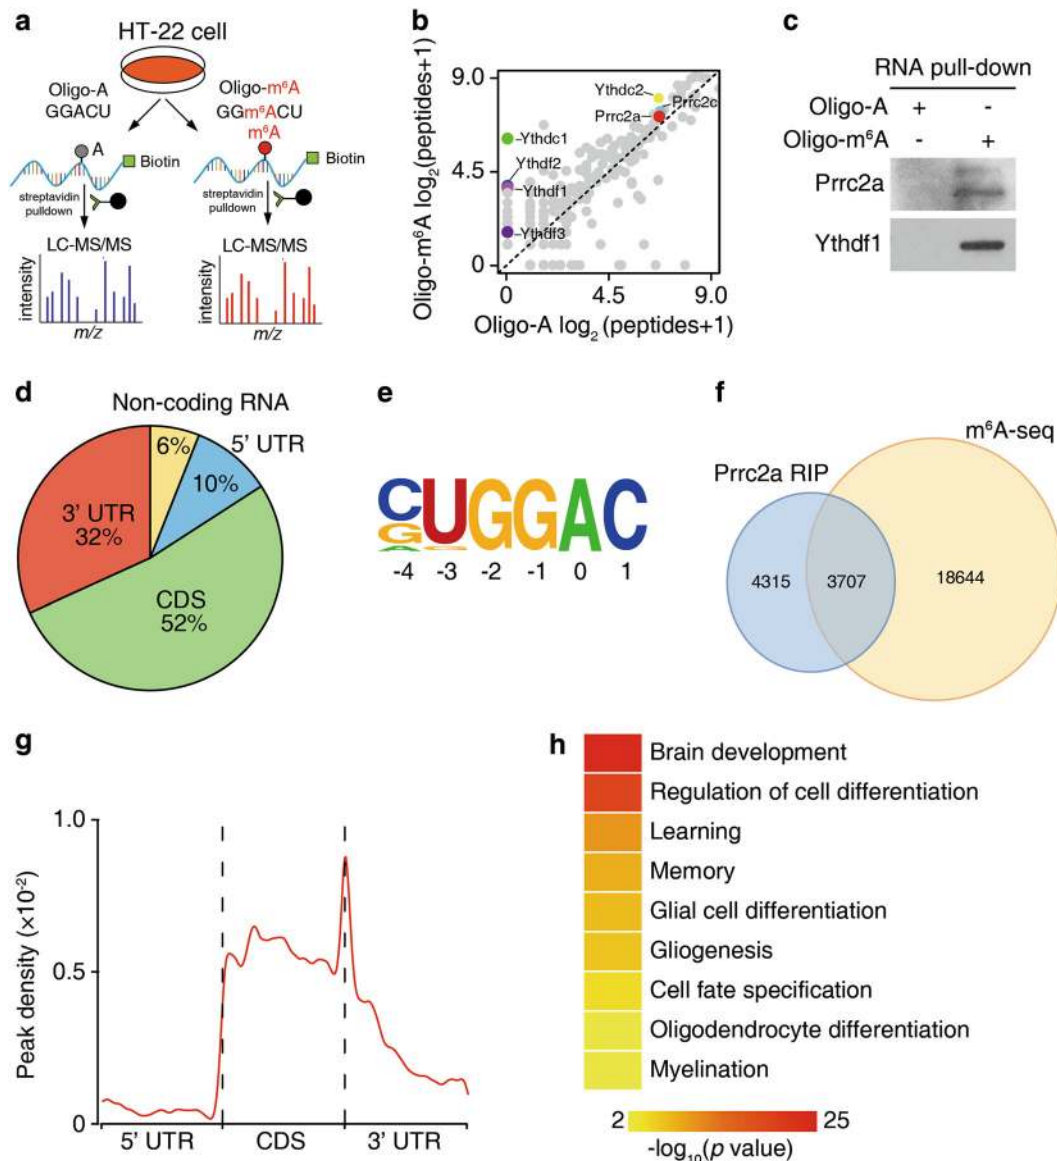 a
HT-22 cell
Oligo-A
GGACU
Oligo-m⁶A
GGm⁶ACU
m⁶A
A
Biotin
Biotin
streptavidin
pulldown
streptavidin
pulldown
LC-MS/MS
LC-MS/MS
intensity
m/z
intensity
m/z
b
Oligo-m⁶A log₂(peptides+1)
9.0
4.5
0
Ythdc2
Prrc2c
Prrc2a
Ythdc1
Ythdf2
Ythdf1
Ythdf3
0 4.5 9.0
Oligo-A log₂ (peptides+1)
c
RNA pull-down
Oligo-A + -
Oligo-m⁶A - +
Prrc2a
Ythdf1
d
Non-coding RNA
6%
5' UTR
10%
3' UTR
32%
CDS
52%
e
CUGGAC
G
A
G
-4 -3 -2 -1 0 1
f
m⁶A-seq
Prrc2a RIP
4315 3707 18644
g
Peak density (×10⁻²)
1.0
0.5
0
5' UTR CDS 3' UTR
h
Brain development
Regulation of cell differentiation
Learning
Memory
Glial cell differentiation
Gliogenesis
Cell fate specification
Oligodendrocyte differentiation
Myelination
2 25
-log₁₀(p value)